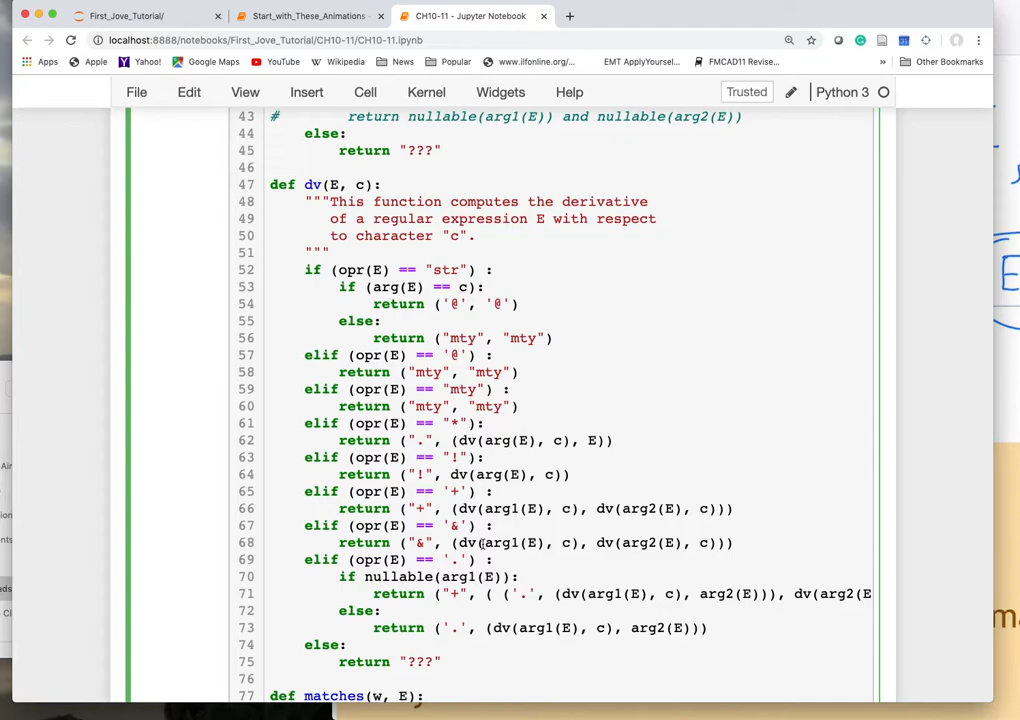 First_Jove_Tutorial/
Start_with_These_Animations -
CH10-11 - Jupyter Notebook
localhost:8888/notebooks/First_Jove_Tutorial/CH10-11/CH10-11.ipynb
Apps Apple Yahoo! Google Maps YouTube Wikipedia News Popular www.ilfonline.org/... EMT ApplyYoursel... FMCAD11 Revise... » Other Bookmarks
File Edit View Insert Cell Kernel Widgets Help Trusted Python 3
43 #        return nullable(arg1(E)) and nullable(arg2(E))
44     else:
45         return "???"
46
47 def dv(E, c):
48     """This function computes the derivative
49        of a regular expression E with respect
50        to character "c".
51     """
52     if (opr(E) == "str") :
53         if (arg(E) == c):
54             return ('@', '@')
55         else:
56             return ("mty", "mty")
57     elif (opr(E) == '@') :
58         return ("mty", "mty")
59     elif (opr(E) == "mty") :
60         return ("mty", "mty")
61     elif (opr(E) == "*"):
62         return (".", (dv(arg(E), c), E))
63     elif (opr(E) == "!"):
64         return ("!", dv(arg(E), c))
65     elif (opr(E) == '+') :
66         return ("+", (dv(arg1(E), c), dv(arg2(E), c)))
67     elif (opr(E) == '&') :
68         return ("&", (dv(arg1(E), c), dv(arg2(E), c)))
69     elif (opr(E) == '.') :
70         if nullable(arg1(E)):
71             return ("+", ( ('.', (dv(arg1(E), c), arg2(E))), dv(arg2(E
72         else:
73             return ('.', (dv(arg1(E), c), arg2(E)))
74     else:
75         return "???"
76
77 def matches(w, E):